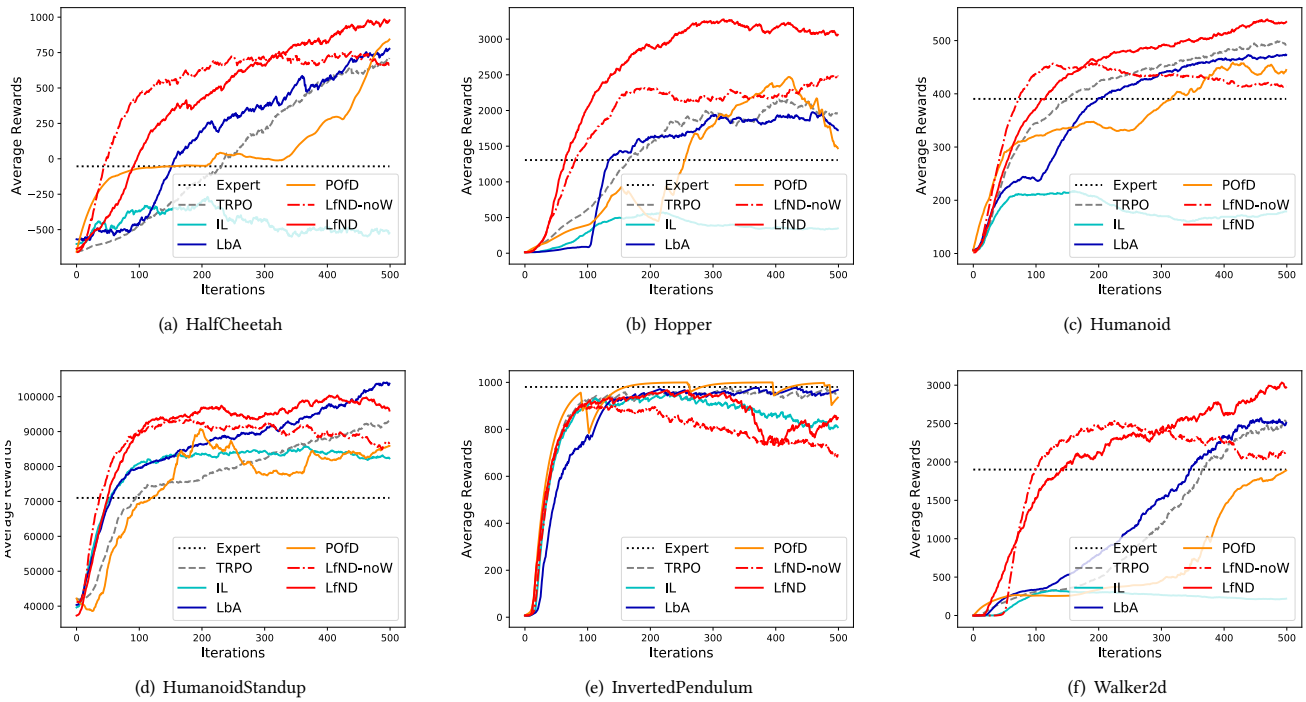 1000
750
500
250
0
−250
−500
Average Rewards
0 100 200 300 400 500
Iterations
Expert
TRPO
IL
LbA
POfD
LfND-noW
LfND
(a) HalfCheetah
3000
2500
2000
1500
1000
500
0
Average Rewards
0 100 200 300 400 500
Iterations
Expert
TRPO
IL
LbA
POfD
LfND-noW
LfND
(b) Hopper
500
400
300
200
100
Average Rewards
0 100 200 300 400 500
Iterations
Expert
TRPO
IL
LbA
POfD
LfND-noW
LfND
(c) Humanoid
100000
90000
80000
70000
60000
50000
40000
Average Rewards
0 100 200 300 400 500
Iterations
Expert
TRPO
IL
LbA
POfD
LfND-noW
LfND
(d) HumanoidStandup
1000
800
600
400
200
0
Average Rewards
0 100 200 300 400 500
Iterations
Expert
TRPO
IL
LbA
POfD
LfND-noW
LfND
(e) InvertedPendulum
3000
2500
2000
1500
1000
500
0
Average Rewards
0 100 200 300 400 500
Iterations
Expert
TRPO
IL
LbA
POfD
LfND-noW
LfND
(f) Walker2d